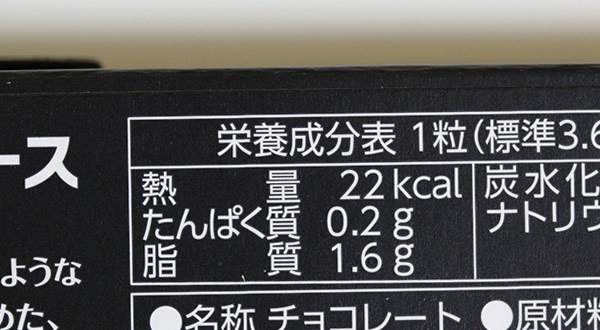 ース
栄養成分表 1粒(標準3.6
熱量 22kcal 炭水化
たんぱく質 0.2g ナトリウ
脂質 1.6g
ような
めた、
●名称 チョコレート ●原材料